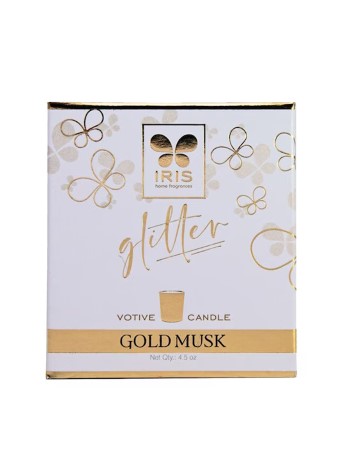 IRIS
home fragrances
glitter
VOTIVE CANDLE
GOLD MUSK
Net Qty.: 4.5 oz